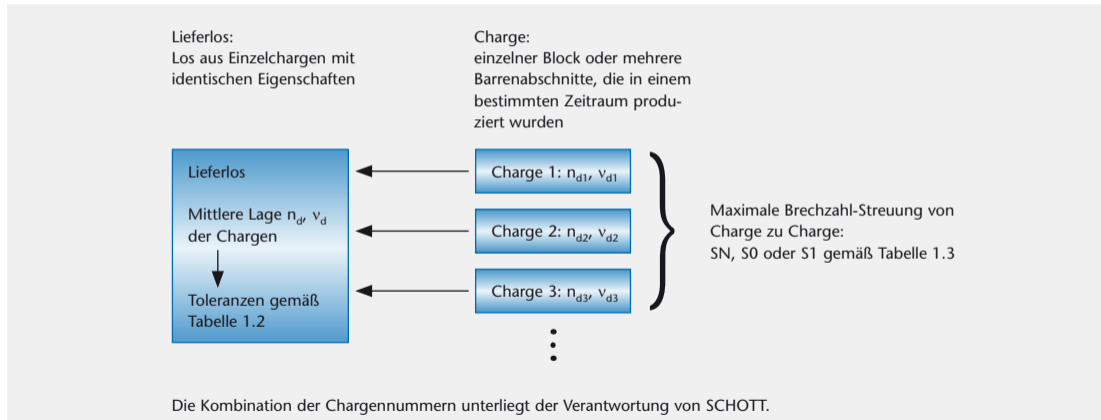 Lieferlos:
Los aus Einzelchargen mit
identischen Eigenschaften
Charge:
einzelner Block oder mehrere
Barrenabschnitte, die in einem
bestimmten Zeitraum produ-
ziert wurden
Lieferlos
Mittlere Lage nd, νd
der Chargen
Toleranzen gemäß
Tabelle 1.2
Charge 1: nd1, νd1
Charge 2: nd2, νd2
Charge 3: nd3, νd3
Maximale Brechzahl-Streuung von
Charge zu Charge:
SN, S0 oder S1 gemäß Tabelle 1.3
Die Kombination der Chargennummern unterliegt der Verantwortung von SCHOTT.